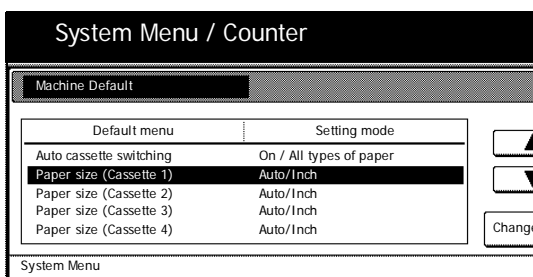 System Menu / Counter
Machine Default
Default menu Setting mode
Auto cassette switching On / All types of paper
Paper size (Cassette 1) Auto/Inch
Paper size (Cassette 2) Auto/Inch
Paper size (Cassette 3) Auto/Inch
Paper size (Cassette 4) Auto/Inch
Change
System Menu